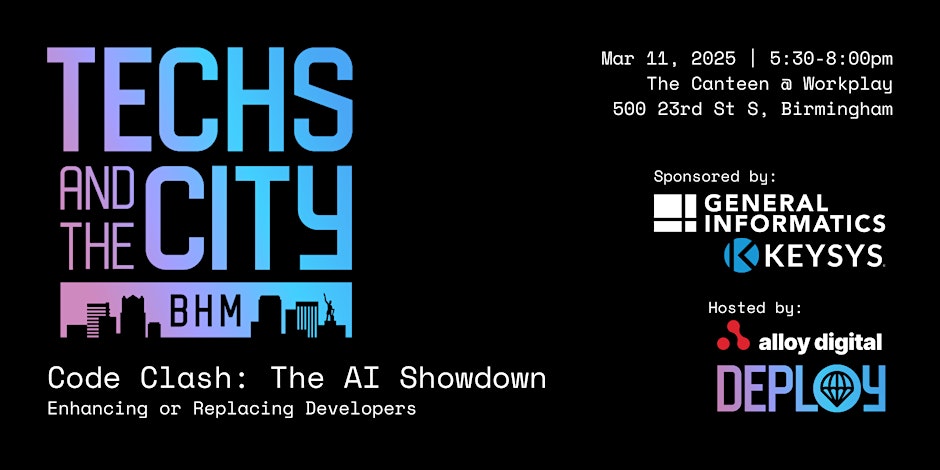 TECHS
AND
THE
CITY
BHM
Code Clash: The AI Showdown
Enhancing or Replacing Developers
Mar 11, 2025 | 5:30-8:00pm
The Canteen @ Workplay
500 23rd St S, Birmingham
Sponsored by:
GENERAL
INFORMATICS
KEYSYS.
Hosted by:
alloy digital
DEPLOY